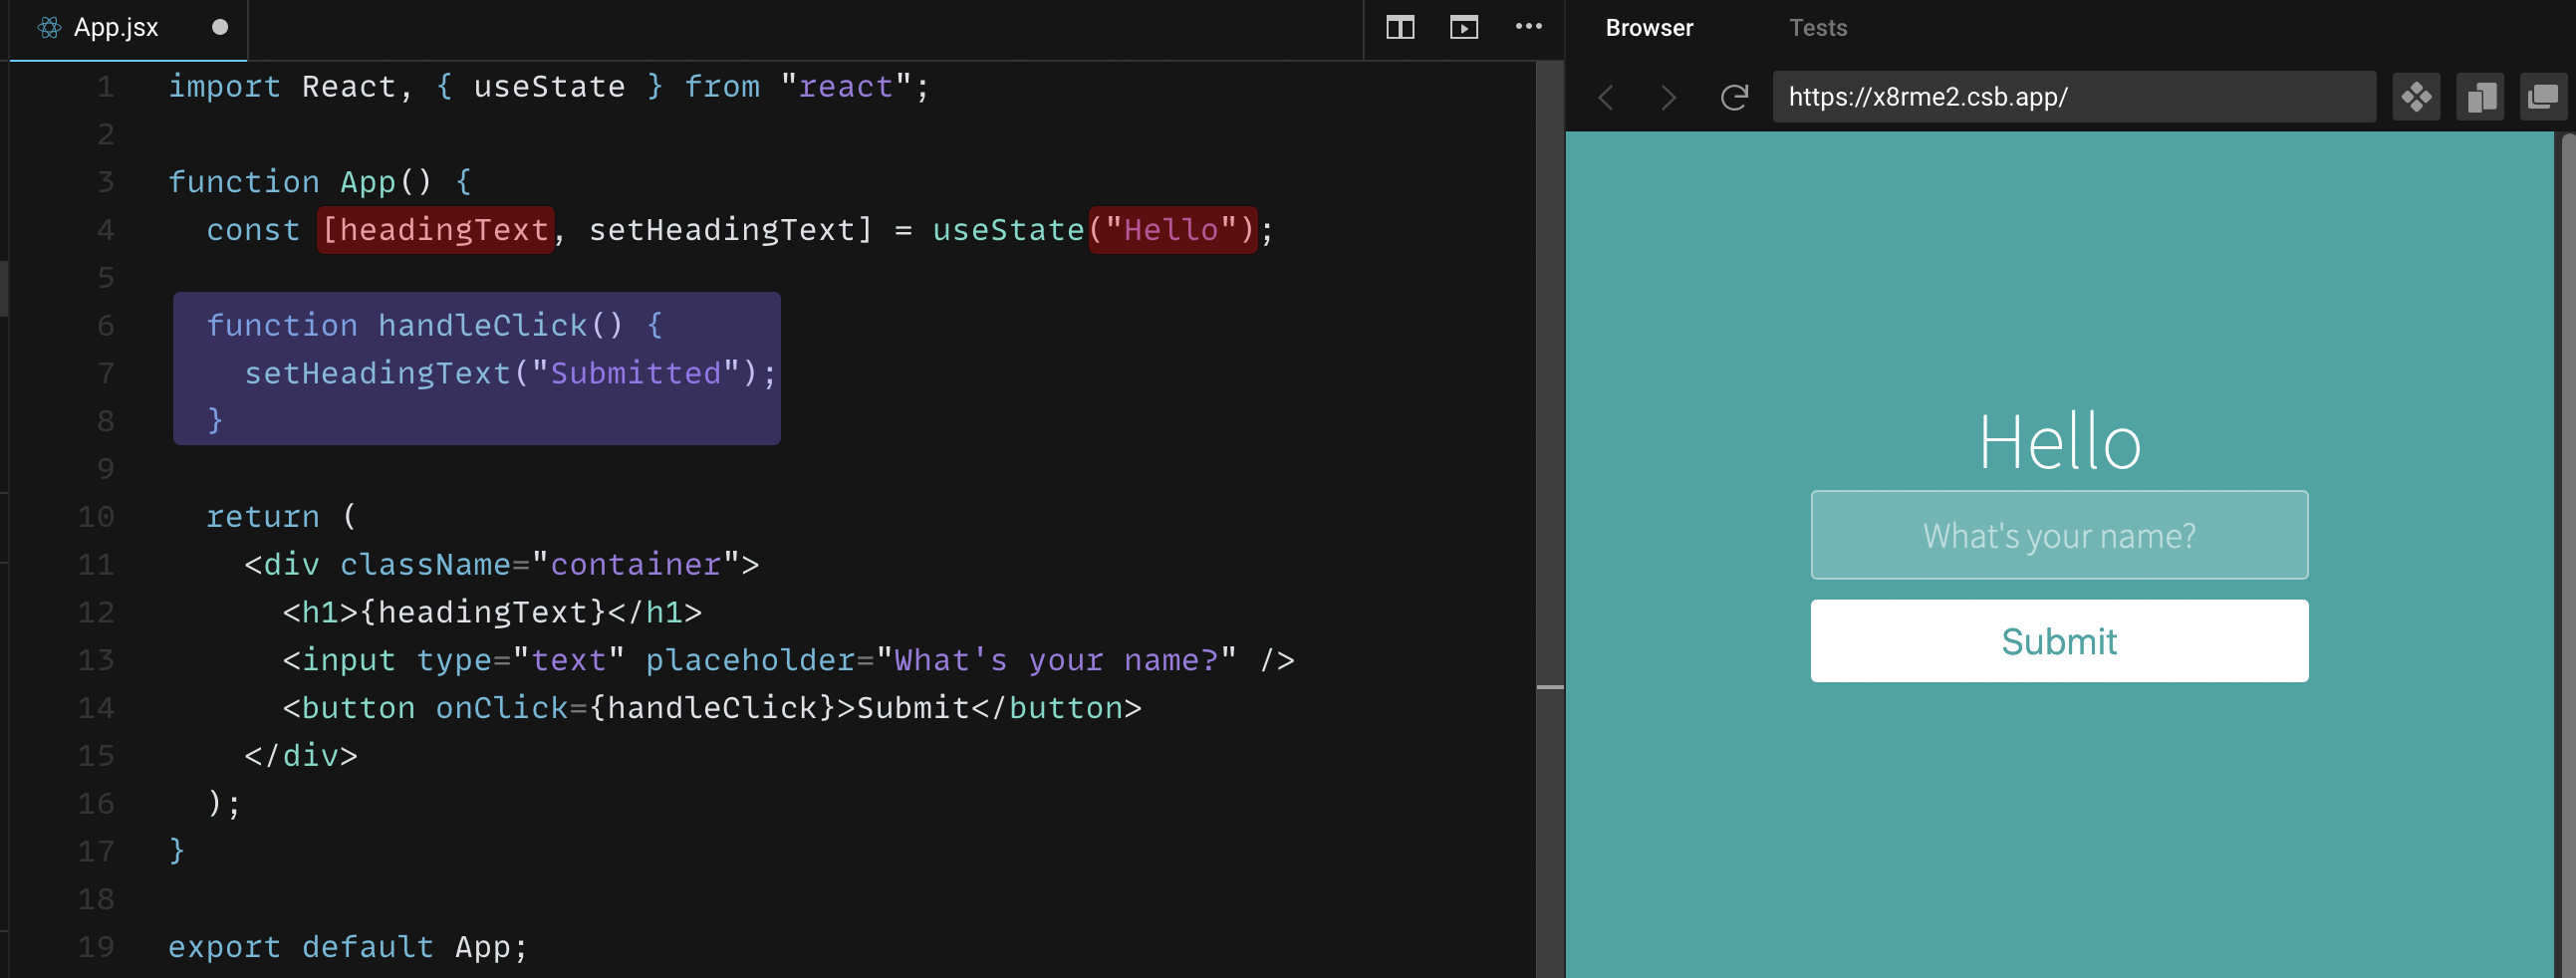 App.jsx
1 import React, { useState } from "react";
2
3 function App() {
4 const [headingText, setHeadingText] = useState("Hello");
5
6 function handleClick() {
7 setHeadingText("Submitted");
8 }
9
10 return (
11 <div className="container">
12 <h1>{headingText}</h1>
13 <input type="text" placeholder="What's your name?" />
14 <button onClick={handleClick}>Submit</button>
15 </div>
16 );
17 }
18
19 export default App;
Browser Tests
https://x8rme2.csb.app/
Hello
What's your name?
Submit